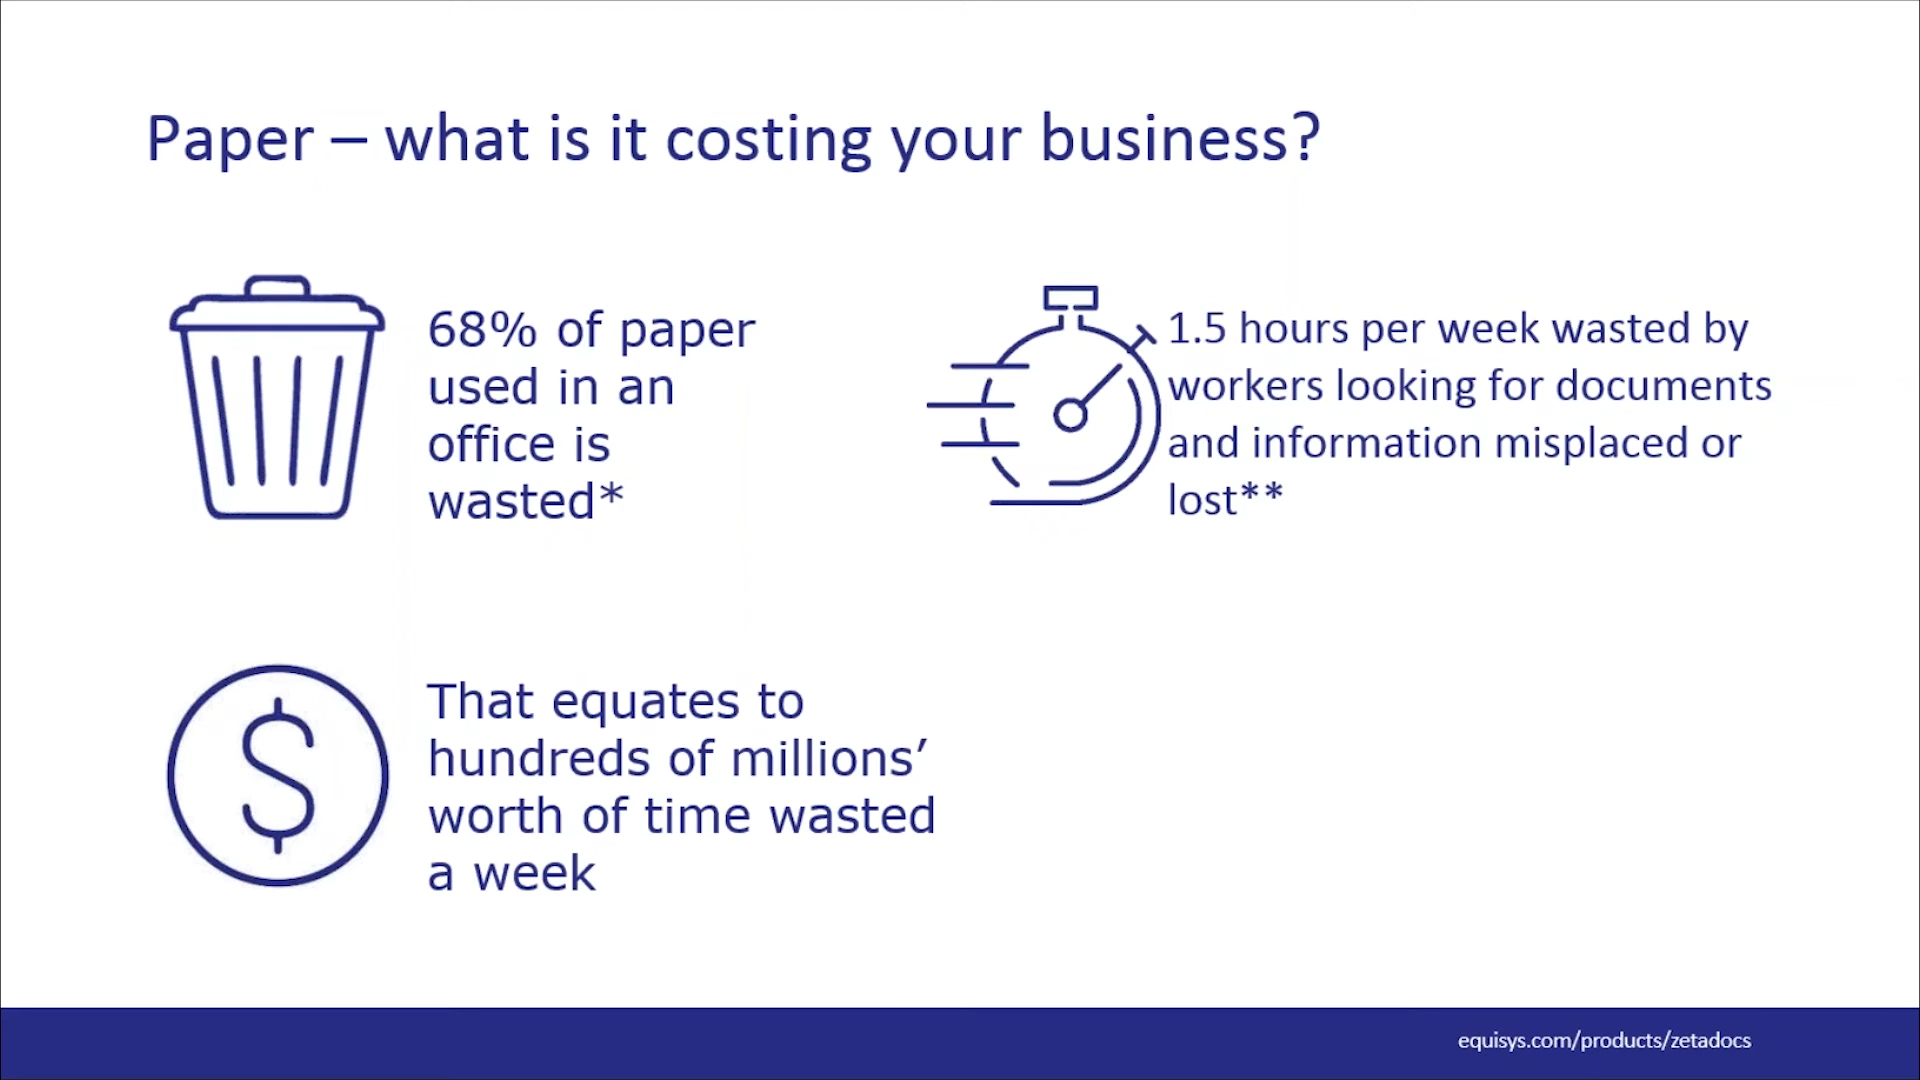 Paper – what is it costing your business?
68% of paper
used in an
office is
wasted*
1.5 hours per week wasted by
workers looking for documents
and information misplaced or
lost**
That equates to
hundreds of millions’
worth of time wasted
a week
equisys.com/products/zetadocs